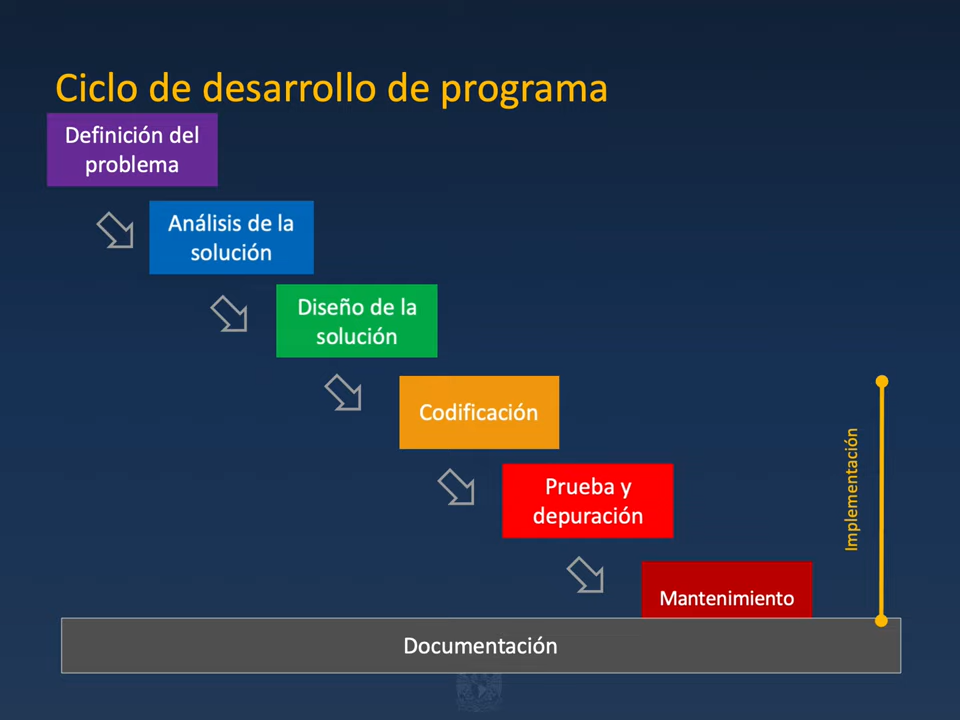 Ciclo de desarrollo de programa
Definición del
problema
Análisis de la
solución
Diseño de la
solución
Codificación
Prueba y
depuración
Mantenimiento
Implementación
Documentación